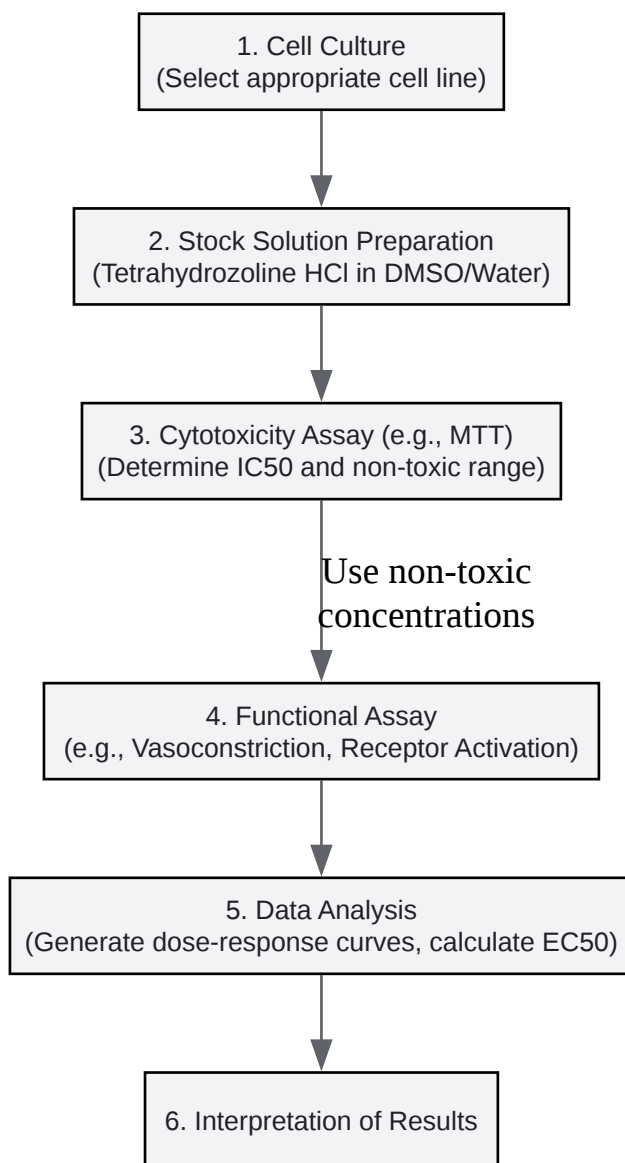 1. Cell Culture
(Select appropriate cell line)
2. Stock Solution Preparation
(Tetrahydrozoline HCl in DMSO/Water)
3. Cytotoxicity Assay (e.g., MTT)
(Determine IC50 and non-toxic range)
Use non-toxic
concentrations
4. Functional Assay
(e.g., Vasoconstriction, Receptor Activation)
5. Data Analysis
(Generate dose-response curves, calculate EC50)
6. Interpretation of Results